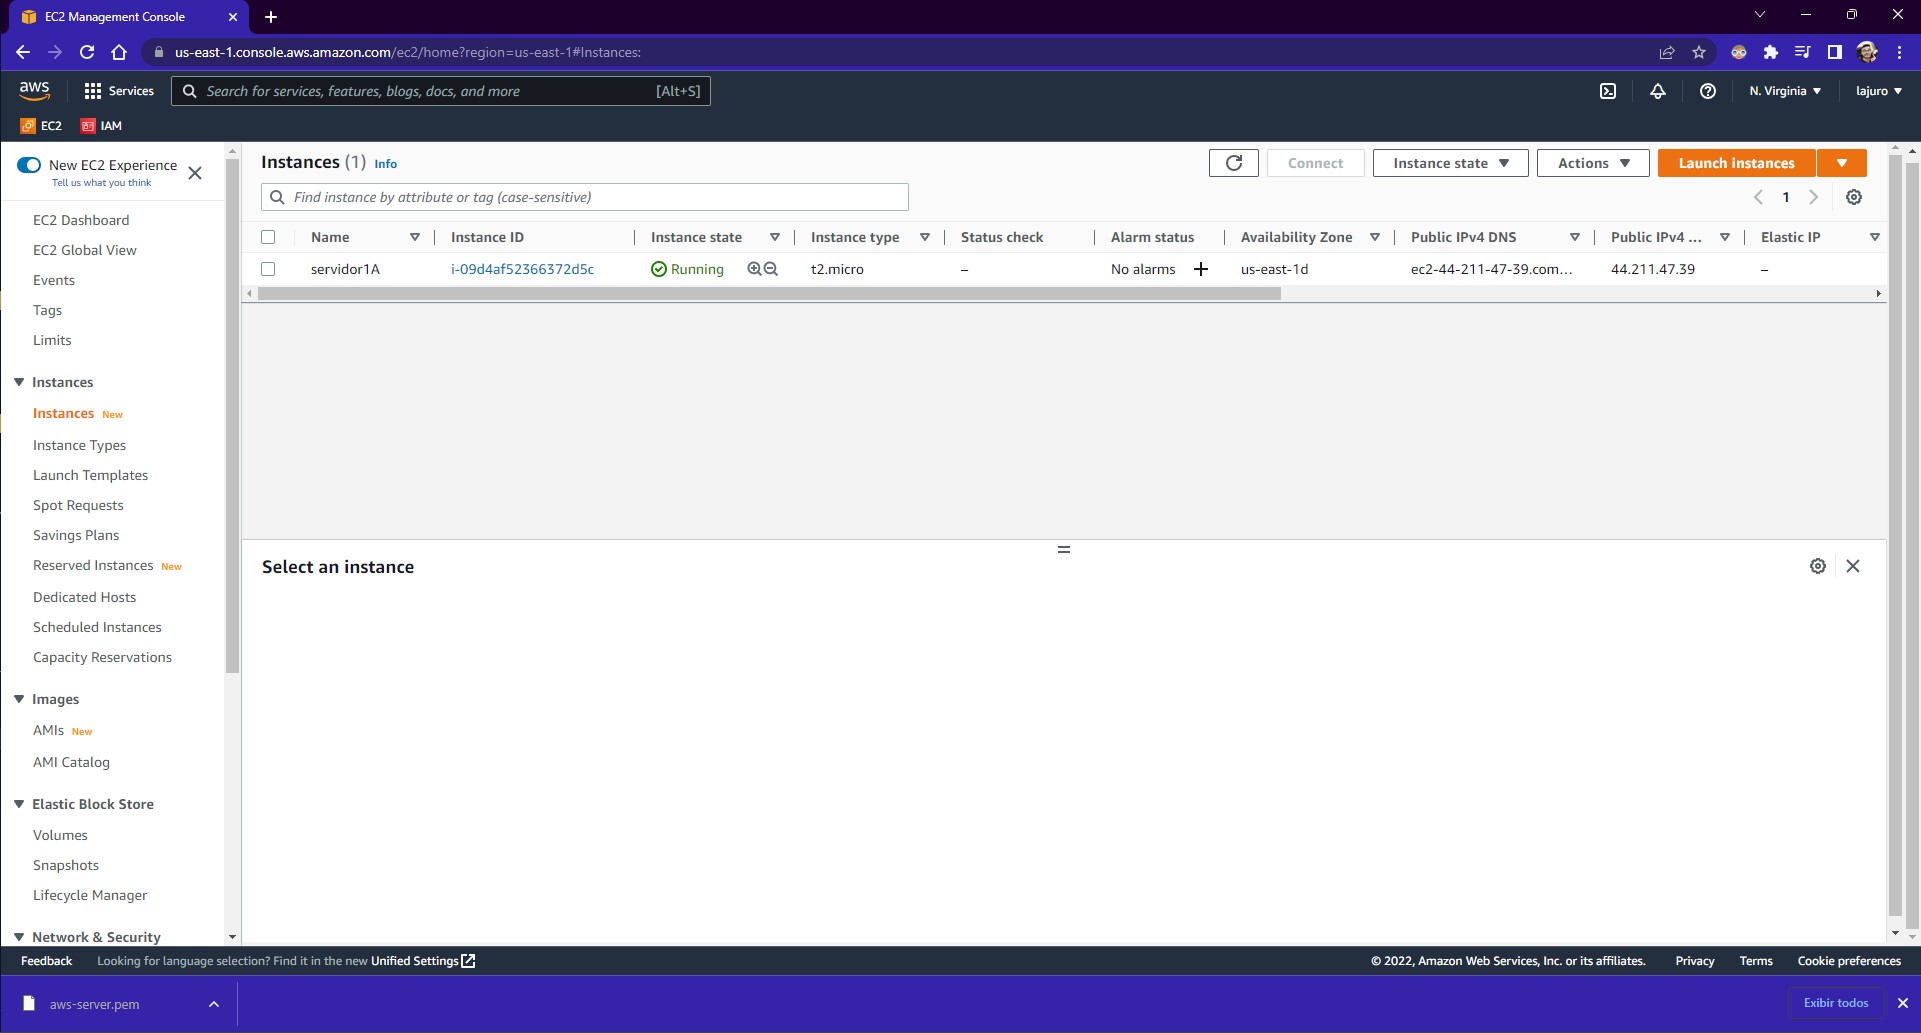 EC2 Management Console
us-east-1.console.aws.amazon.com/ec2/home?region=us-east-1#Instances:
aws
Services
Search for services, features, blogs, docs, and more
[Alt+S]
N. Virginia
lajuro
EC2
IAM
New EC2 Experience
Tell us what you think
EC2 Dashboard
EC2 Global View
Events
Tags
Limits
Instances
Instances New
Instance Types
Launch Templates
Spot Requests
Savings Plans
Reserved Instances New
Dedicated Hosts
Scheduled Instances
Capacity Reservations
Images
AMIs New
AMI Catalog
Elastic Block Store
Volumes
Snapshots
Lifecycle Manager
Network & Security
Instances (1) Info
Connect
Instance state
Actions
Launch instances
Find instance by attribute or tag (case-sensitive)
1
Name Instance ID Instance state Instance type Status check Alarm status Availability Zone Public IPv4 DNS Public IPv4 ... Elastic IP
servidor1A i-09d4af52366372d5c Running t2.micro – No alarms us-east-1d ec2-44-211-47-39.com... 44.211.47.39 –
Select an instance
Feedback Looking for language selection? Find it in the new Unified Settings
© 2022, Amazon Web Services, Inc. or its affiliates. Privacy Terms Cookie preferences
aws-server.pem
Exibir todos